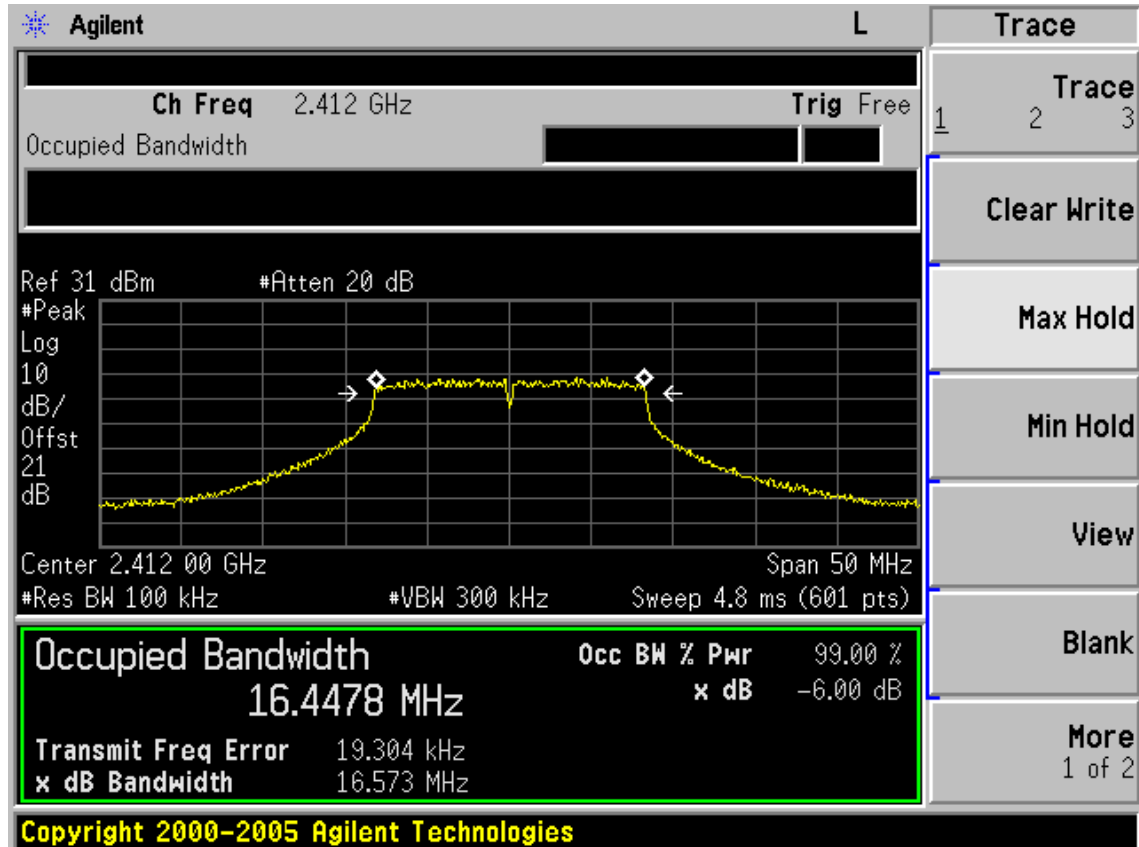 Agilent L Trace
Ch Freq 2.412 GHz Trig Free
Occupied Bandwidth
Trace
1 2 3
Clear Write
Ref 31 dBm #Atten 20 dB
#Peak
Log
10
dB/
Offst
21
dB
Max Hold
Min Hold
View
Center 2.412 00 GHz Span 50 MHz
#Res BW 100 kHz #VBW 300 kHz Sweep 4.8 ms (601 pts)
Occupied Bandwidth
16.4478 MHz
Occ BW % Pwr 99.00 %
x dB -6.00 dB
Transmit Freq Error 19.304 kHz
x dB Bandwidth 16.573 MHz
Blank
More
1 of 2
Copyright 2000-2005 Agilent Technologies